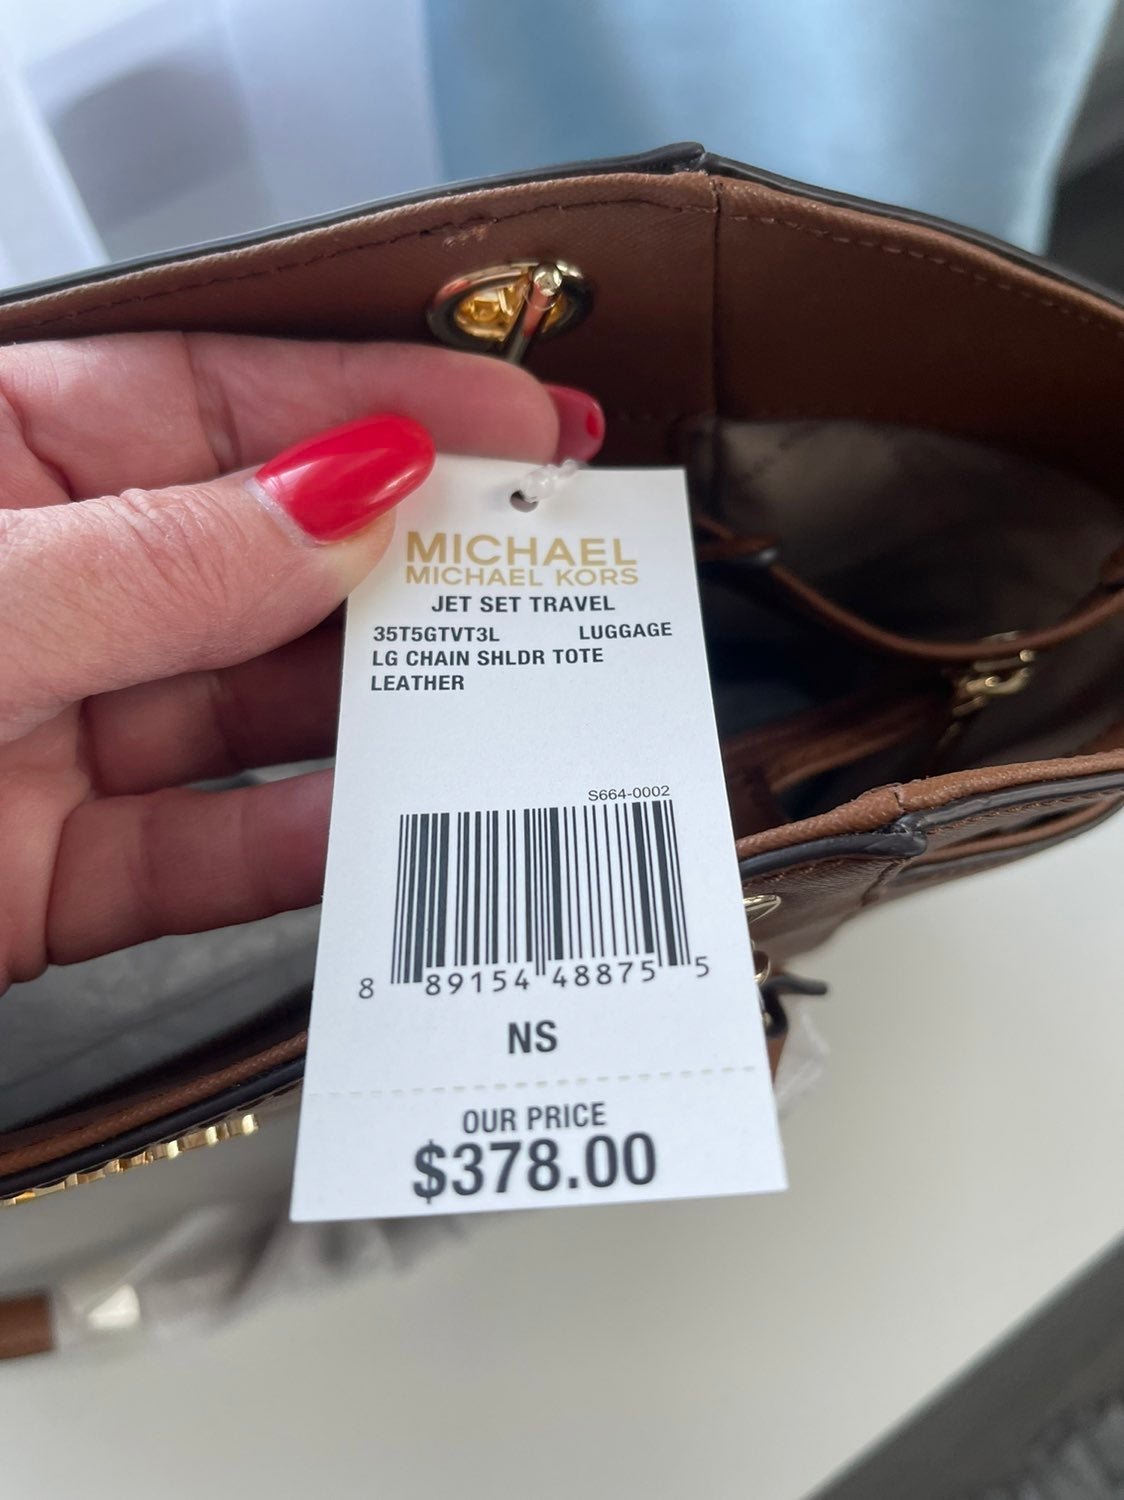 MICHAEL
MICHAEL KORS
JET SET TRAVEL
35T5GTVT3L LUGGAGE
LG CHAIN SHLDR TOTE
LEATHER
S664-0002
8 89154 48875 5
NS
OUR PRICE
$378.00